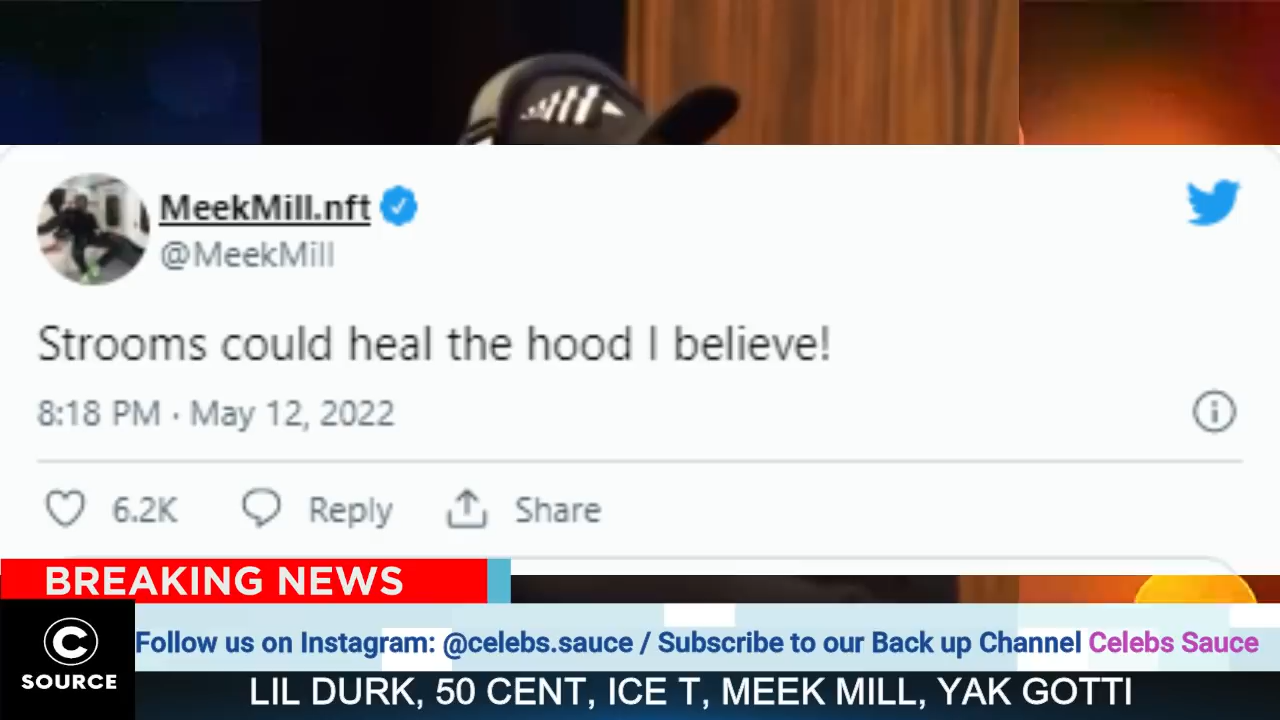 MeekMill.nft
@MeekMill
Strooms could heal the hood I believe!
8:18 PM · May 12, 2022
6.2K Reply Share
BREAKING NEWS
C
SOURCE
Follow us on Instagram: @celebs.sauce / Subscribe to our Back up Channel Celebs Sauce
LIL DURK, 50 CENT, ICE T, MEEK MILL, YAK GOTTI